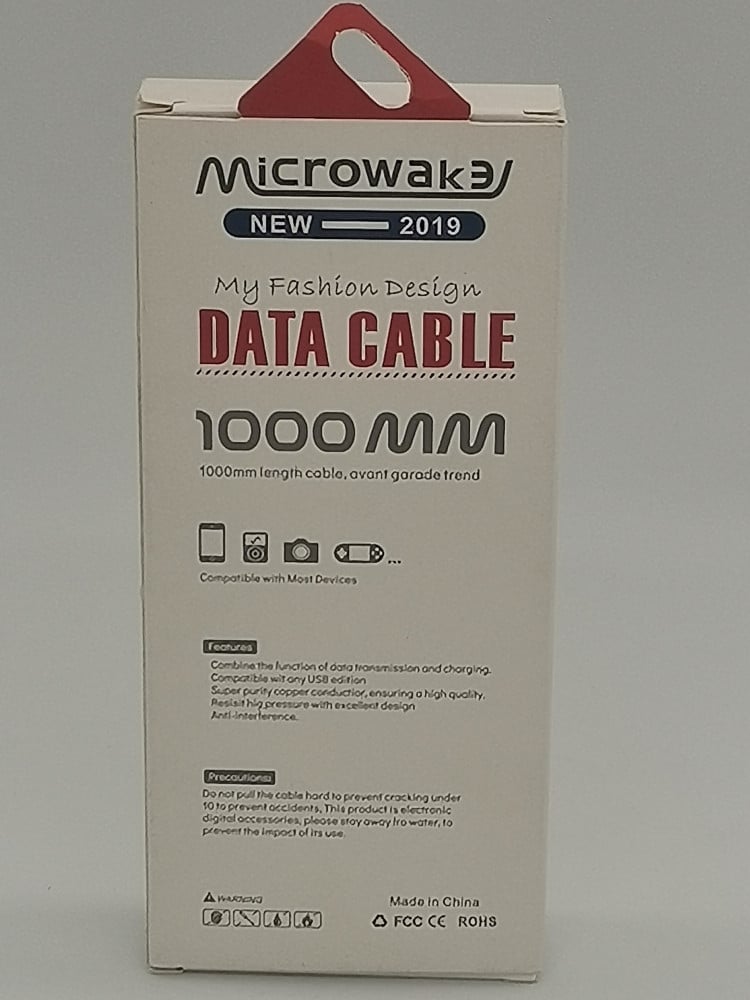 Microwakey
NEW 2019
My Fashion Design
DATA CABLE
1000MM
1000mm length cable, avant garade trend
...
Compatible with Most Devices
Features
Combine the function of data transmission and charging.
Compatible wit any USB edition
Super purity copper conductior, ensuring a high quality.
Resisit hig pressure with excellent design
Anti-interference.
Precautions:
Do not pull the cable hard to prevent cracking under
10 to prevent accidents, This product is electronic
digital accessories, please stay away fro water, to
prevent the impact of its use.
WARNING
Made in China
FCC CE ROHS